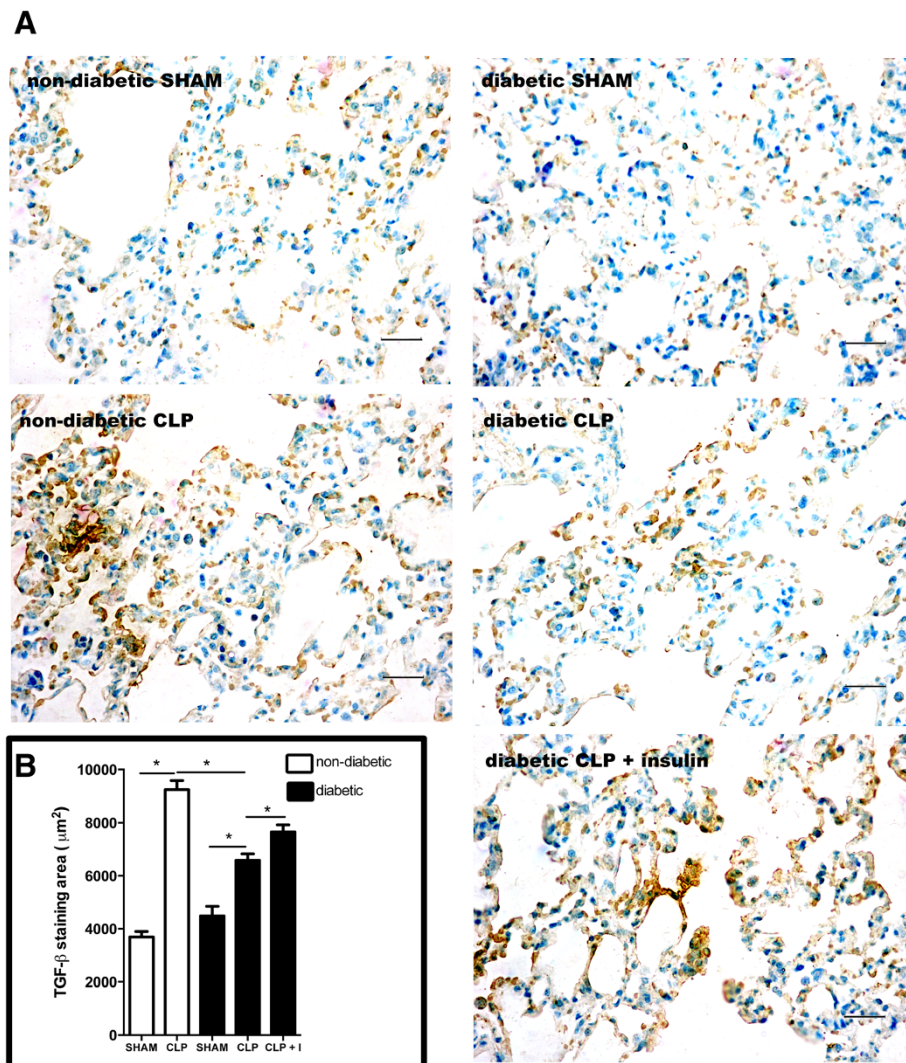 A
non-diabetic SHAM
diabetic SHAM
non-diabetic CLP
diabetic CLP
diabetic CLP + insulin
B
non-diabetic
diabetic
TGF-β staining area ( μm²)
10000
8000
6000
4000
2000
0
* * * *
SHAM CLP SHAM CLP CLP + I